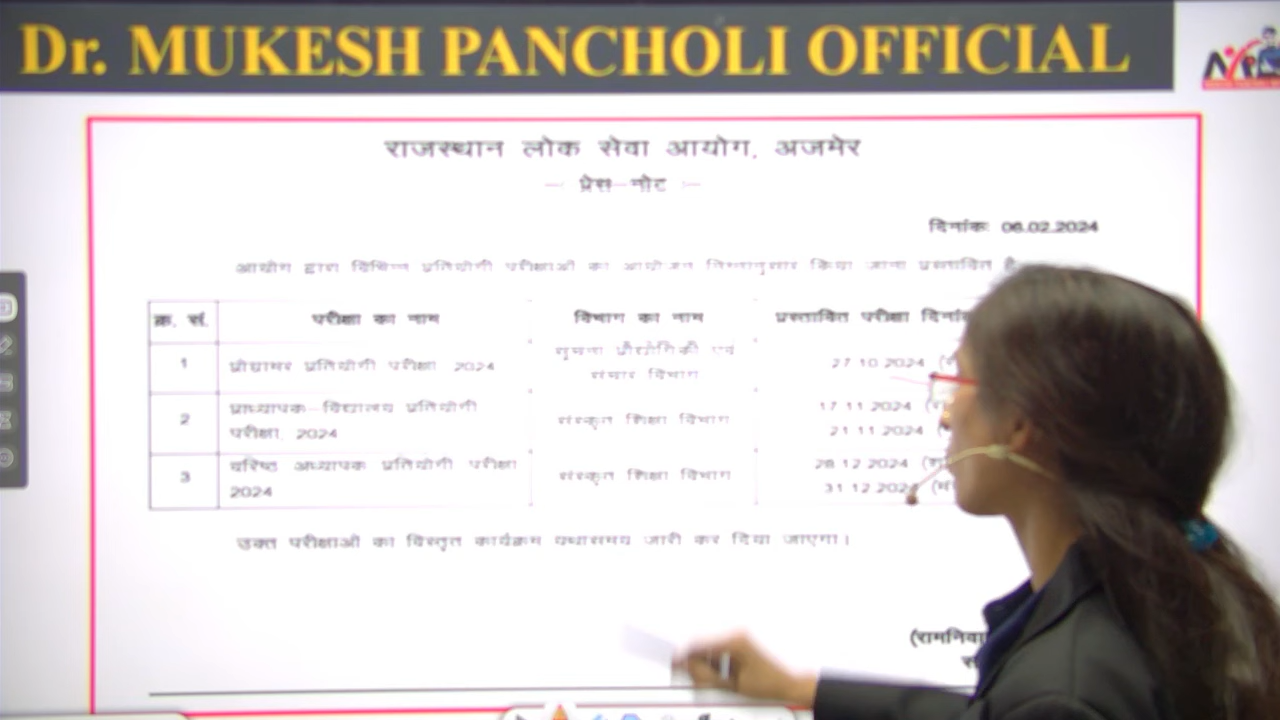 Dr. MUKESH PANCHOLI OFFICIAL
राजस्थान लोक सेवा आयोग, अजमेर
-: प्रेस-नोट :-
दिनांकः 06.02.2024
आयोग द्वारा विभिन्न प्रतियोगी परीक्षाओं का आयोजन निम्नानुसार किया जाना प्रस्तावित है
क्र. सं. परीक्षा का नाम विभाग का नाम प्रस्तावित परीक्षा
1 प्रोग्रामर प्रतियोगी परीक्षा 2024 सूचना प्रौद्योगिकी एवं संचार विभाग 27.10.2024
2 प्राध्यापक-विद्यालय प्रतियोगी परीक्षा, 2024 संस्कृत शिक्षा विभाग 17.11.2024
21.11.2024
3 वरिष्ठ अध्यापक प्रतियोगी परीक्षा 2024 संस्कृत शिक्षा विभाग 28.12.2024
31.12.2024
उक्त परीक्षाओं का विस्तृत कार्यक्रम यथासमय जारी कर दिया जाएगा।